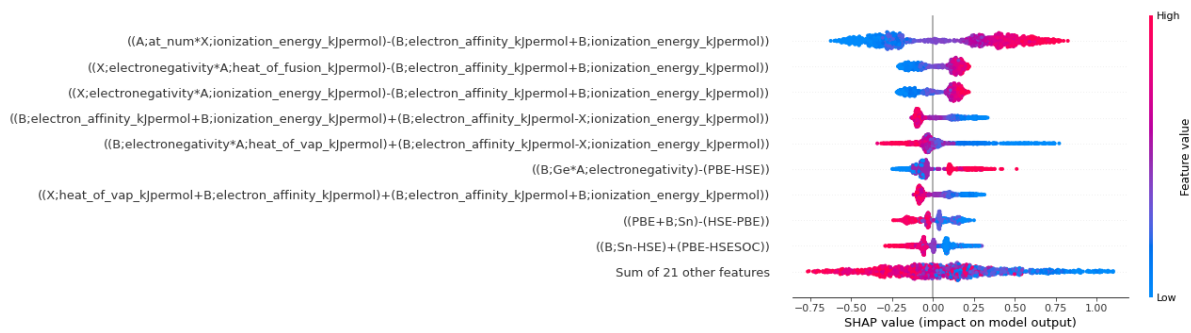 High
((A;at_num*X;ionization_energy_kJpermol)-(B;electron_affinity_kJpermol+B;ionization_energy_kJpermol))
((X;electronegativity*A;heat_of_fusion_kJpermol)-(B;electron_affinity_kJpermol+B;ionization_energy_kJpermol))
((X;electronegativity*A;ionization_energy_kJpermol)-(B;electron_affinity_kJpermol+B;ionization_energy_kJpermol))
((B;electron_affinity_kJpermol+B;ionization_energy_kJpermol)+(B;electron_affinity_kJpermol-X;ionization_energy_kJpermol))
((B;electronegativity*A;heat_of_vap_kJpermol)+(B;electron_affinity_kJpermol-X;ionization_energy_kJpermol))
((B;Ge*A;electronegativity)-(PBE-HSE))
((X;heat_of_vap_kJpermol+B;electron_affinity_kJpermol)+(B;electron_affinity_kJpermol+B;ionization_energy_kJpermol))
((PBE+B;Sn)-(HSE-PBE))
((B;Sn-HSE)+(PBE-HSESOC))
Sum of 21 other features
Feature value
Low
−0.75 −0.50 −0.25 0.00 0.25 0.50 0.75 1.00
SHAP value (impact on model output)